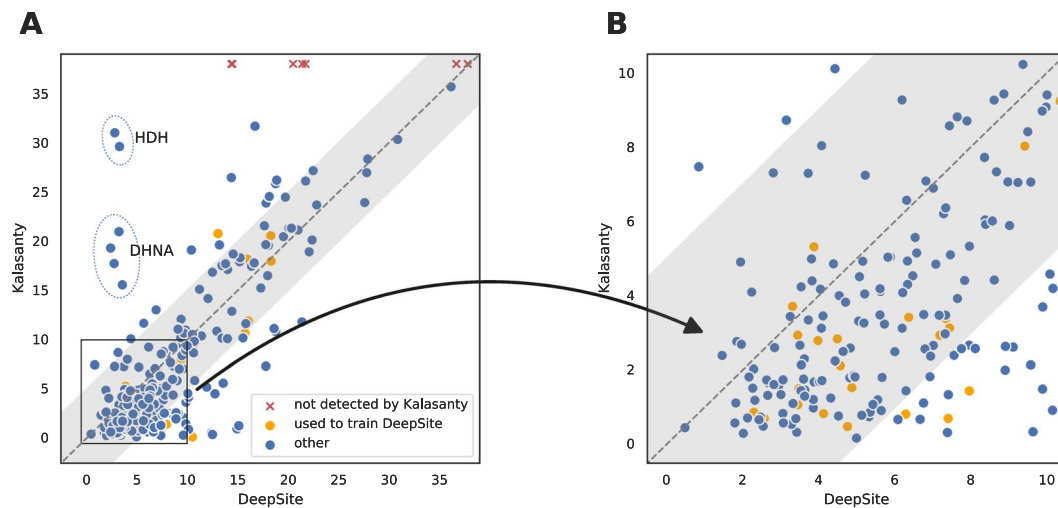 A
B
35
30
25
20
15
10
5
0
Kalasanty
HDH
DHNA
not detected by Kalasanty
used to train DeepSite
other
0
5
10
15
20
25
30
35
DeepSite
10
8
6
4
2
0
Kalasanty
0
2
4
6
8
10
DeepSite